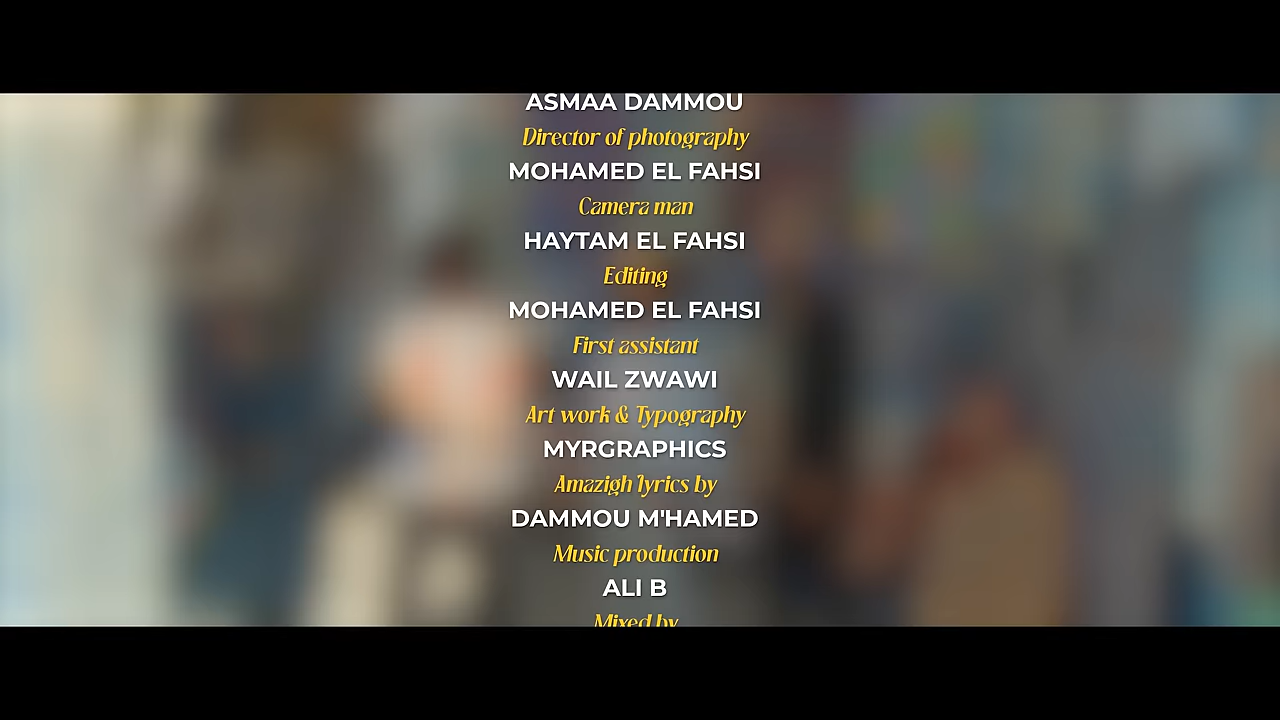 ASMAA DAMMOU
Director of photography
MOHAMED EL FAHSI
Camera man
HAYTAM EL FAHSI
Editing
MOHAMED EL FAHSI
First assistant
WAIL ZWAWI
Art work & Typography
MYRGRAPHICS
Amazigh lyrics by
DAMMOU M'HAMED
Music production
ALI B
Mixed by